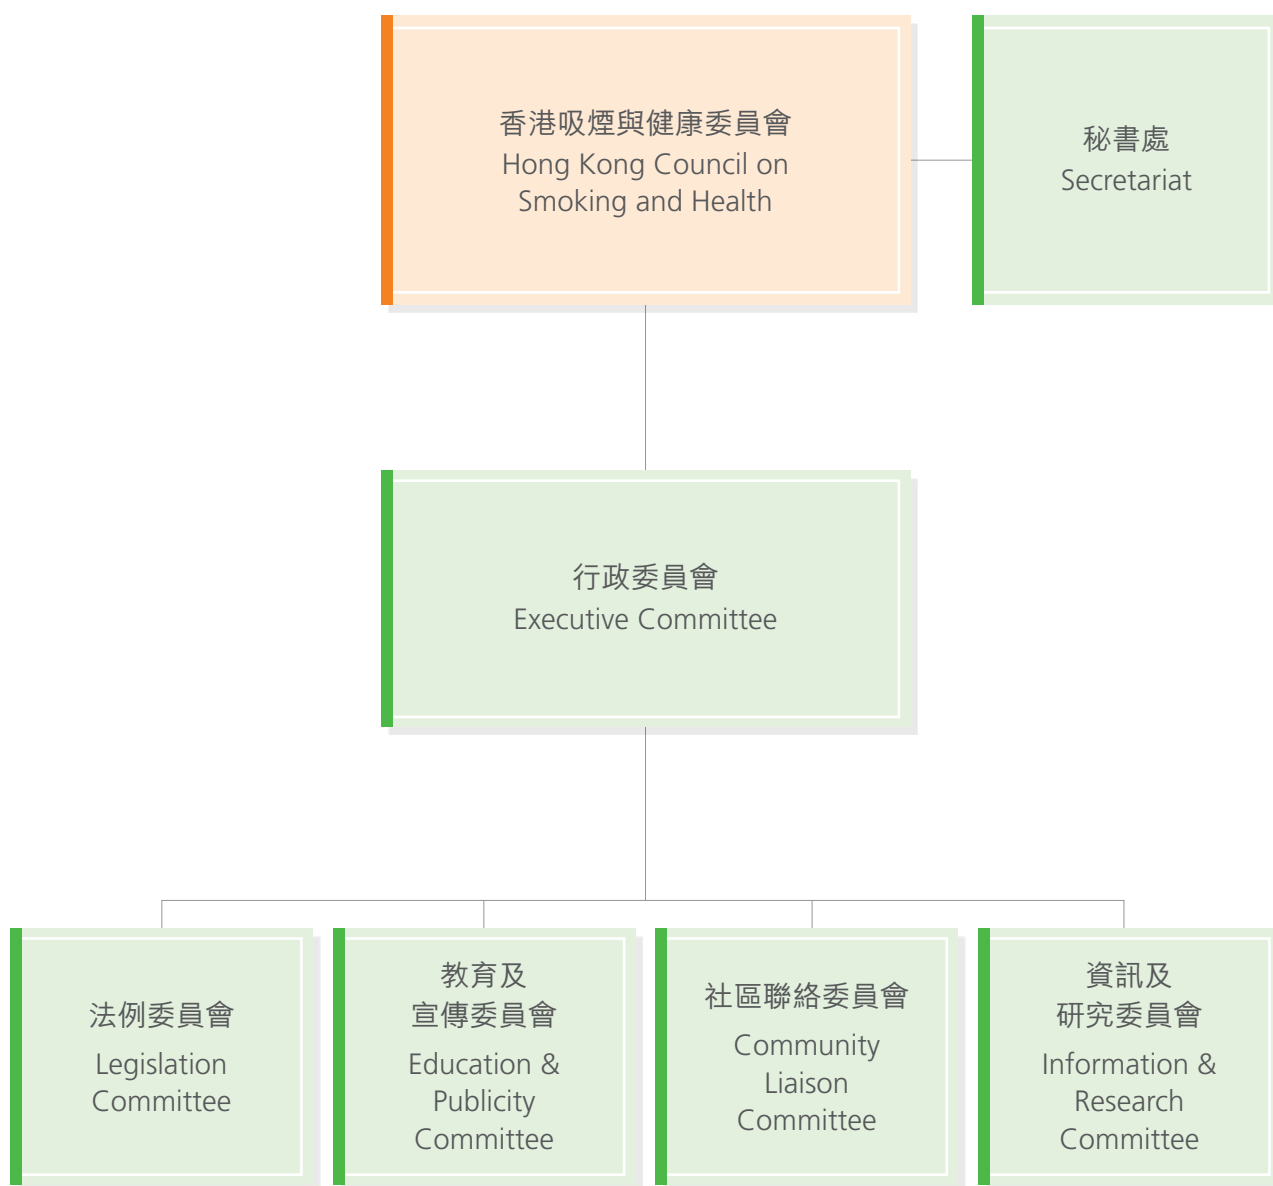 香港吸煙與健康委員會
Hong Kong Council on
Smoking and Health
秘書處
Secretariat
行政委員會
Executive Committee
法例委員會
Legislation
Committee
教育及
宣傳委員會
Education &
Publicity
Committee
社區聯絡委員會
Community
Liaison
Committee
資訊及
研究委員會
Information &
Research
Committee